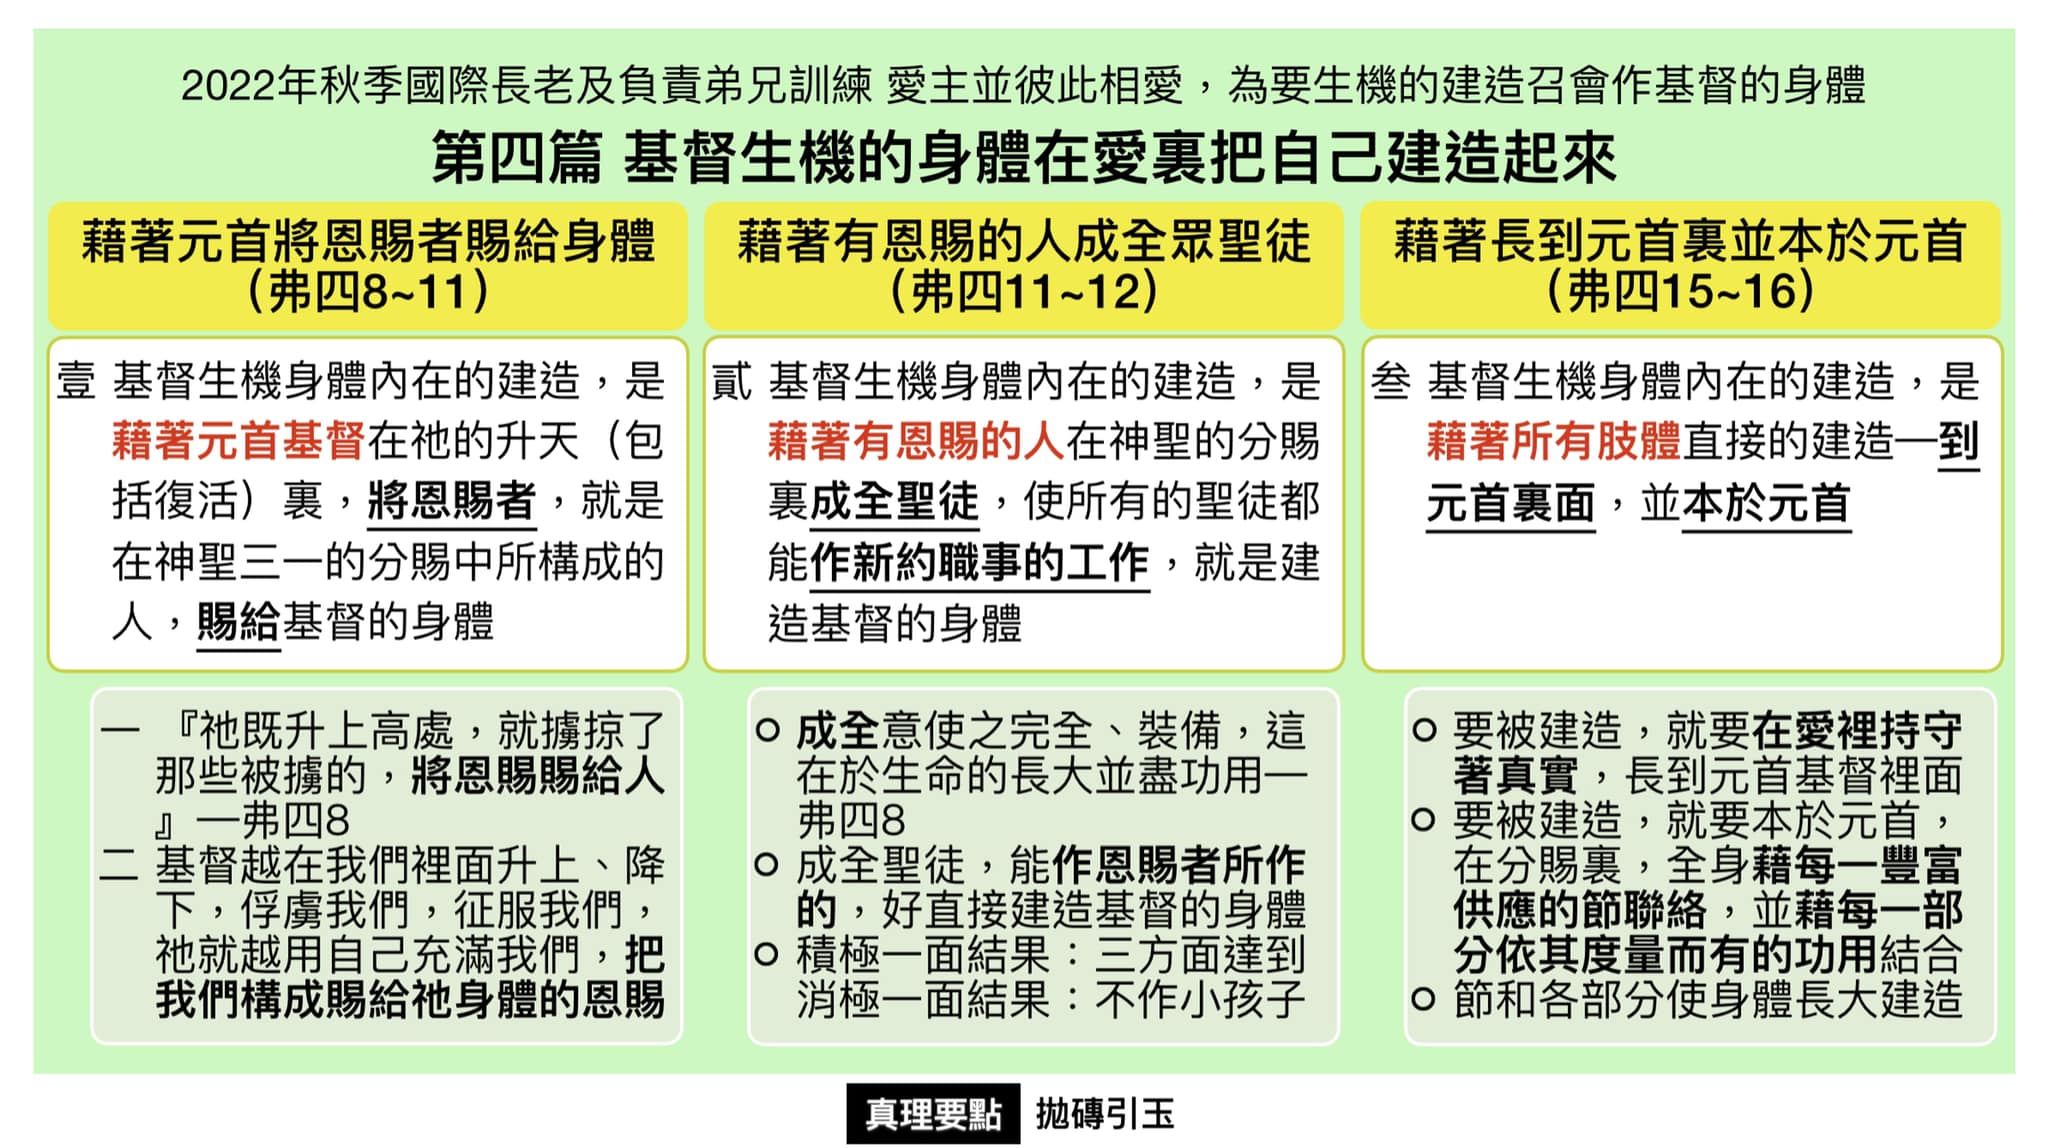 2022年秋季國際長老及負責弟兄訓練 愛主並彼此相愛，為要生機的建造召會作基督的身體
第四篇 基督生機的身體在愛裏把自己建造起來
藉著元首將恩賜者賜給身體
（弗四8~11）
壹 基督生機身體內在的建造，是
藉著元首基督在祂的升天（包
括復活）裏，將恩賜者，就是
在神聖三一的分賜中所構成的
人，賜給基督的身體
一 『祂既升上高處，就擄掠了
那些被擄的，將恩賜賜給人
』—弗四8
二 基督越在我們裡面升上、降
下，俘虜我們，征服我們，
祂就越用自己充滿我們，把
我們構成賜給祂身體的恩賜
藉著有恩賜的人成全眾聖徒
（弗四11~12）
貳 基督生機身體內在的建造，是
藉著有恩賜的人在神聖的分賜
裏成全聖徒，使所有的聖徒都
能作新約職事的工作，就是建
造基督的身體
○ 成全意使之完全、裝備，這
在於生命的長大並盡功用—
弗四8
○ 成全聖徒，能作恩賜者所作
的，好直接建造基督的身體
○ 積極一面結果：三方面達到
消極一面結果：不作小孩子
藉著長到元首裏並本於元首
（弗四15~16）
叁 基督生機身體內在的建造，是
藉著所有肢體直接的建造—到
元首裏面，並本於元首
○ 要被建造，就要在愛裡持守
著真實，長到元首基督裡面
○ 要被建造，就要本於元首，
在分賜裏，全身藉每一豐富
供應的節聯絡，並藉每一部
分依其度量而有的功用結合
○ 節和各部分使身體長大建造
真理要點 拋磚引玉